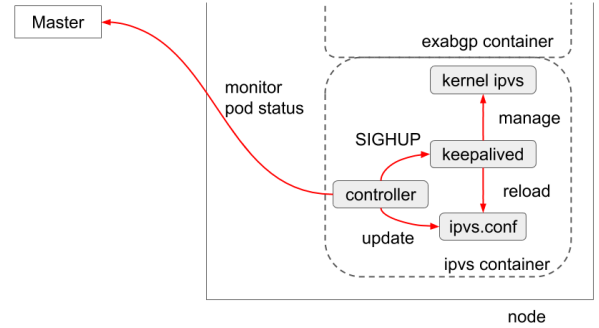 Master
exabgp container
kernel ipvs
monitor
pod status
manage
SIGHUP
keepalived
controller
reload
ipvs.conf
update
ipvs container
node